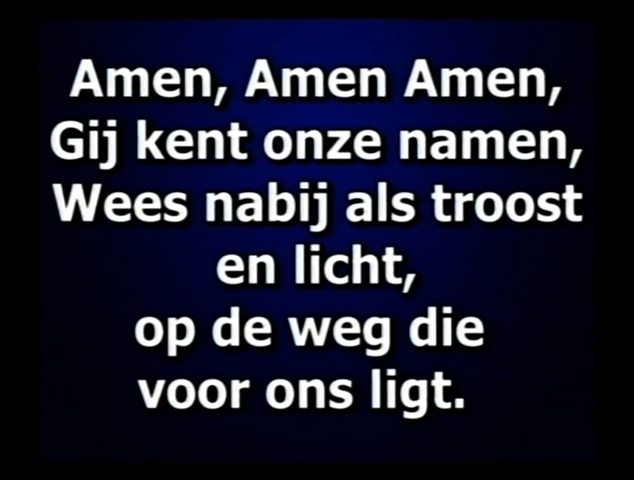 Amen, Amen Amen,
Gij kent onze namen,
Wees nabij als troost
en licht,
op de weg die
voor ons ligt.